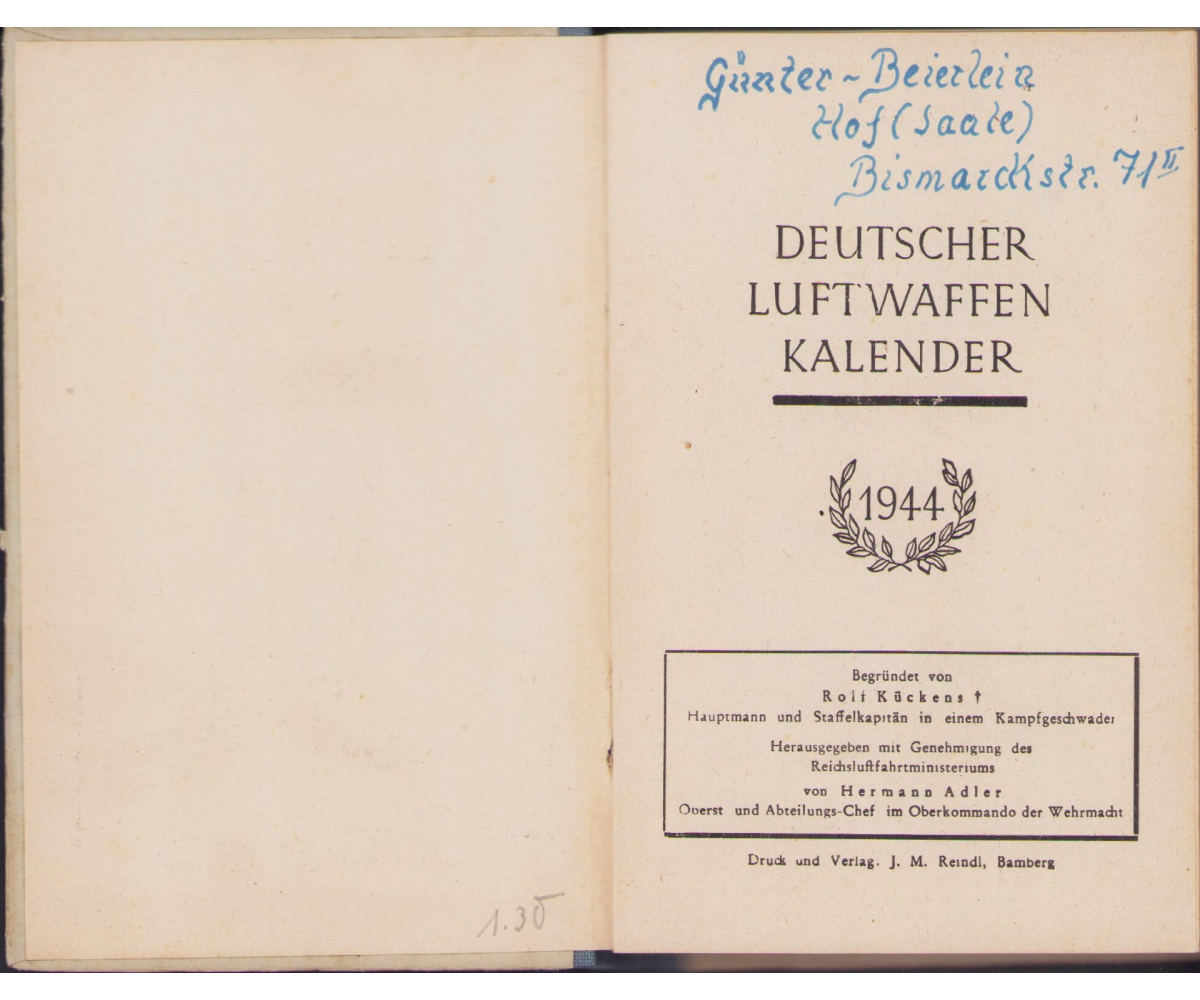 Günter - Beierlein
Hof (Saale)
Bismarckstr. 71 II
DEUTSCHER
LUFTWAFFEN
KALENDER
1944
Begründet von
Rolf Kückens †
Hauptmann und Staffelkapitän in einem Kampfgeschwader
Herausgegeben mit Genehmigung des
Reichsluftfahrtministeriums
von Hermann Adler
Oberst und Abteilungs-Chef im Oberkommando der Wehrmacht
Druck und Verlag. J. M. Reindl, Bamberg